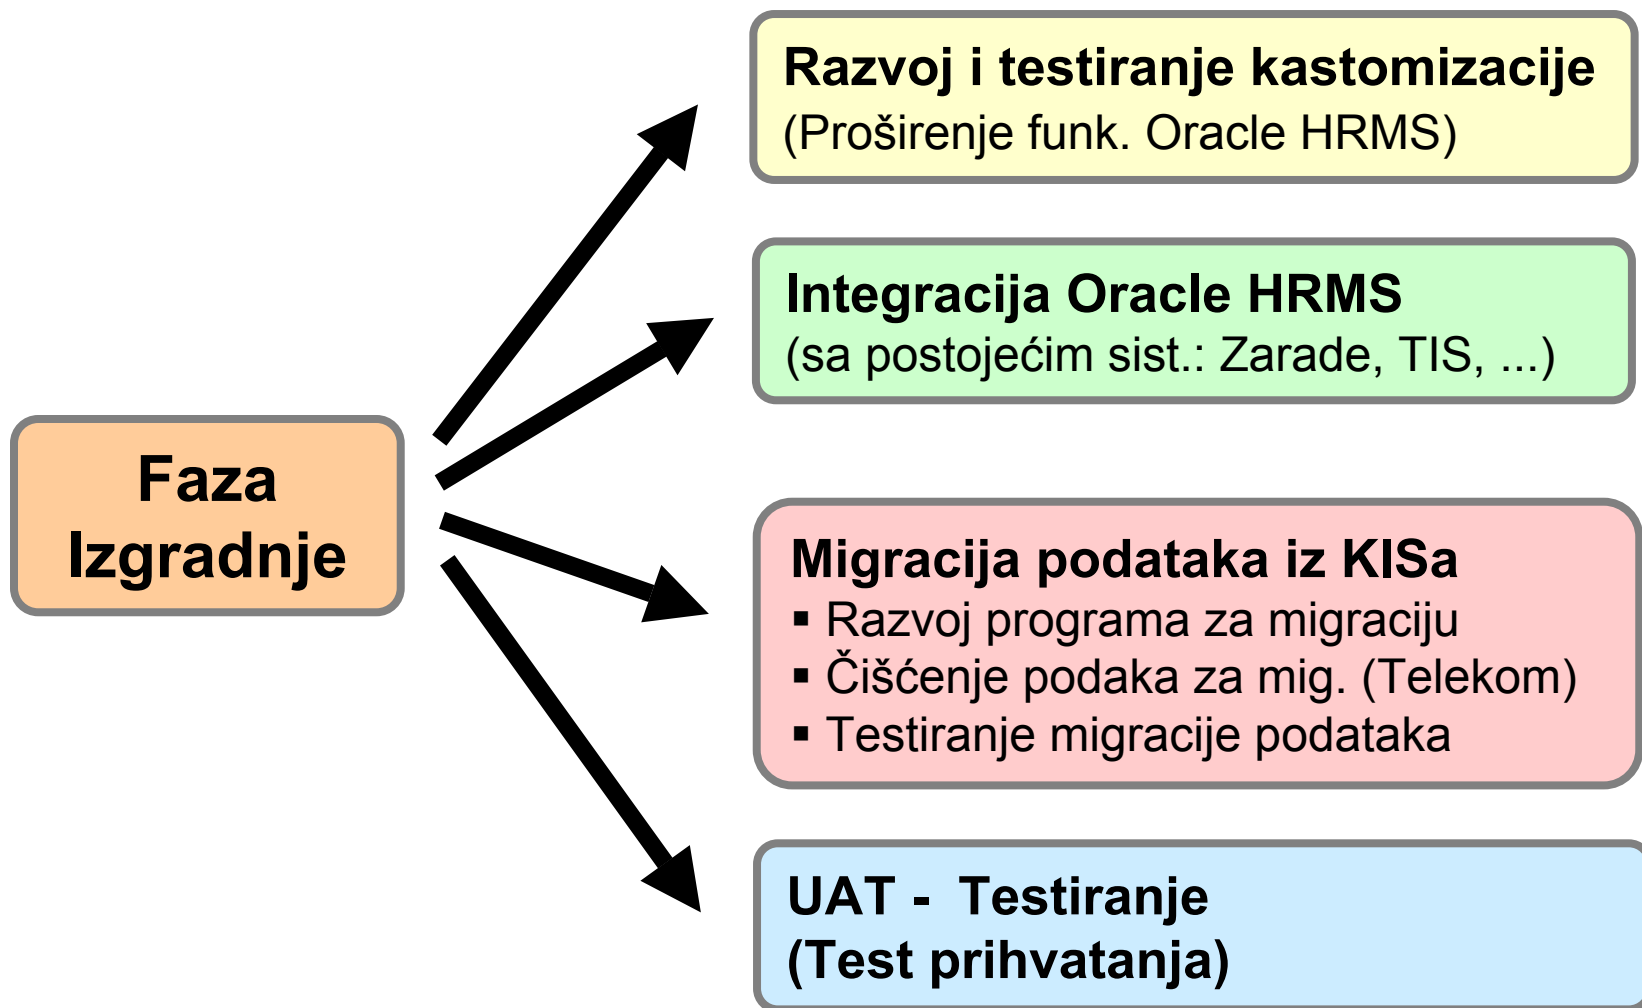 Razvoj i testiranje kastomizacije
(Proširenje funk. Oracle HRMS)
Integracija Oracle HRMS
(sa postojećim sist.: Zarade, TIS, ...)
Faza
Izgradnje
Migracija podataka iz KISa
▪ Razvoj programa za migraciju
▪ Čišćenje podaka za mig. (Telekom)
▪ Testiranje migracije podataka
UAT - Testiranje
(Test prihvatanja)